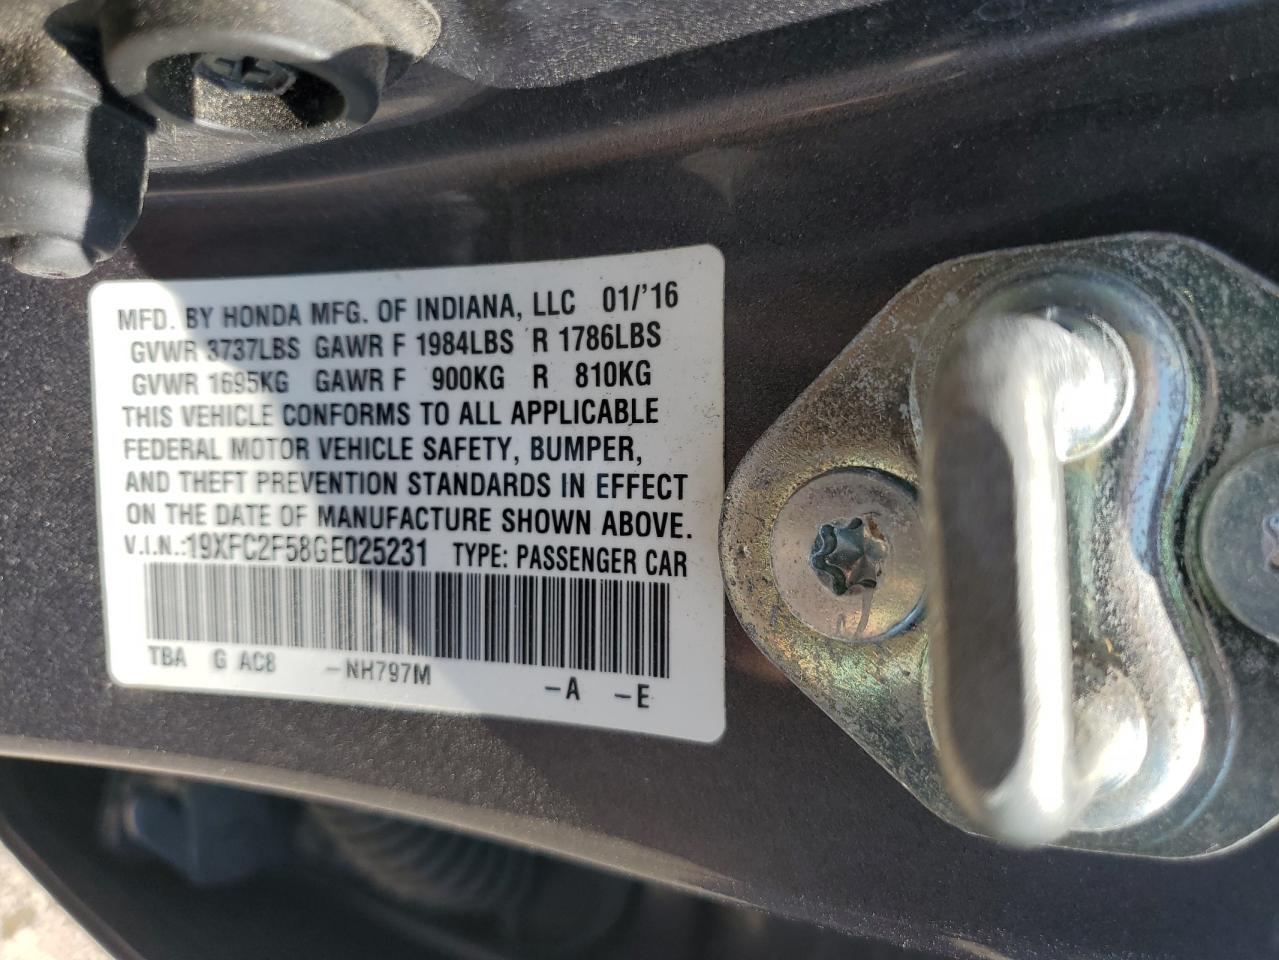 MFD. BY HONDA MFG. OF INDIANA, LLC 01/'16
GVWR 3737LBS GAWR F 1984LBS R 1786LBS
GVWR 1695KG GAWR F 900KG R 810KG
THIS VEHICLE CONFORMS TO ALL APPLICABLE
FEDERAL MOTOR VEHICLE SAFETY, BUMPER,
AND THEFT PREVENTION STANDARDS IN EFFECT
ON THE DATE OF MANUFACTURE SHOWN ABOVE.
V.I.N.:19XFC2F58GE025231 TYPE: PASSENGER CAR
TBA G AC8 -NH797M -A -E